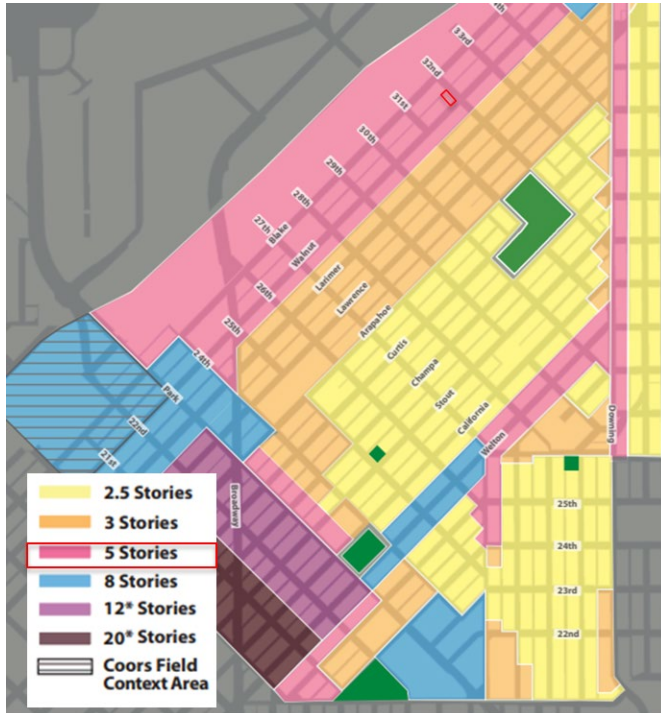 33rd
32nd
31st
30th
29th
28th
27th
Blake
Walnut
26th
Larimer
Lawrence
25th
Arapahoe
24th
Curtis
Champa
Park
Stout
California
Downing
22nd
Welton
21st
Broadway
2.5 Stories
3 Stories
5 Stories
8 Stories
12* Stories
20* Stories
Coors Field
Context Area
25th
24th
23rd
22nd